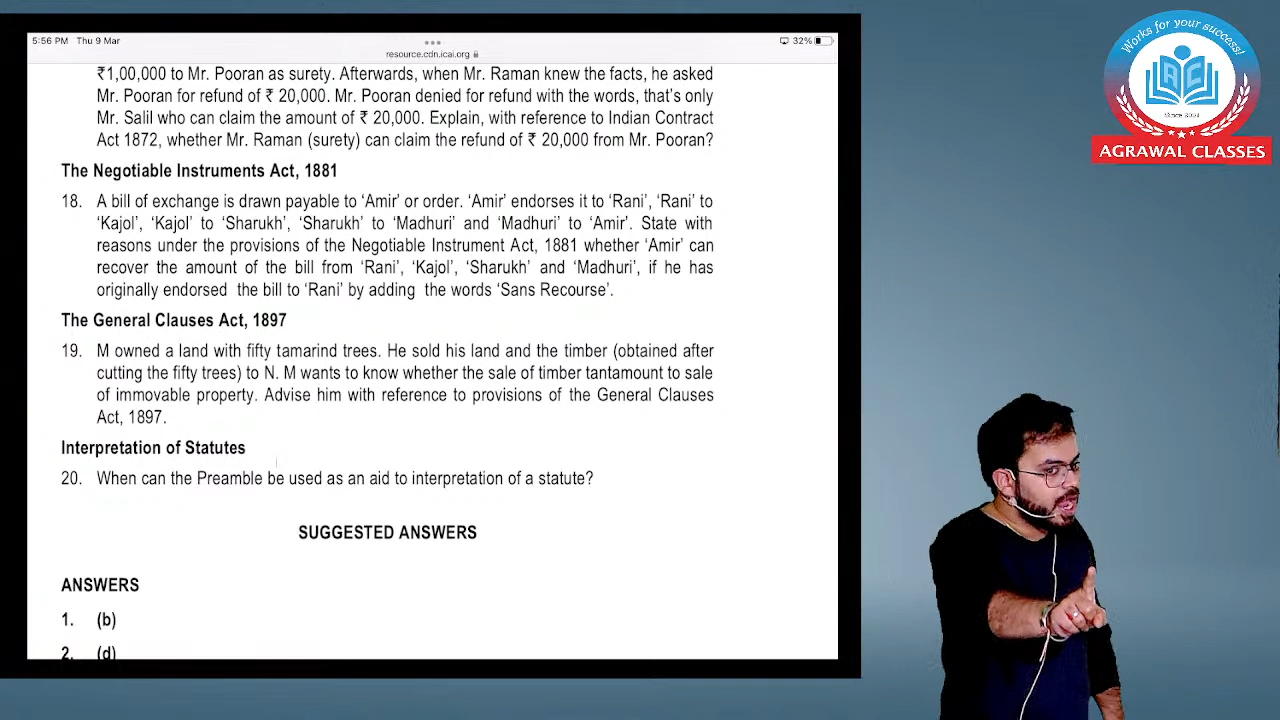 5:56 PM Thu 9 Mar
32%
resource.cdn.icai.org
₹1,00,000 to Mr. Pooran as surety. Afterwards, when Mr. Raman knew the facts, he asked
Mr. Pooran for refund of ₹ 20,000. Mr. Pooran denied for refund with the words, that's only
Mr. Salil who can claim the amount of ₹ 20,000. Explain, with reference to Indian Contract
Act 1872, whether Mr. Raman (surety) can claim the refund of ₹ 20,000 from Mr. Pooran?
The Negotiable Instruments Act, 1881
18. A bill of exchange is drawn payable to 'Amir' or order. 'Amir' endorses it to 'Rani', 'Rani' to
'Kajol', 'Kajol' to 'Sharukh', 'Sharukh' to 'Madhuri' and 'Madhuri' to 'Amir'. State with
reasons under the provisions of the Negotiable Instrument Act, 1881 whether 'Amir' can
recover the amount of the bill from 'Rani', 'Kajol', 'Sharukh' and 'Madhuri', if he has
originally endorsed the bill to 'Rani' by adding the words 'Sans Recourse'.
The General Clauses Act, 1897
19. M owned a land with fifty tamarind trees. He sold his land and the timber (obtained after
cutting the fifty trees) to N. M wants to know whether the sale of timber tantamount to sale
of immovable property. Advise him with reference to provisions of the General Clauses
Act, 1897.
Interpretation of Statutes
20. When can the Preamble be used as an aid to interpretation of a statute?
SUGGESTED ANSWERS
ANSWERS
1. (b)
2. (d)
Works for your success!
AC
Since 2001
AGRAWAL CLASSES